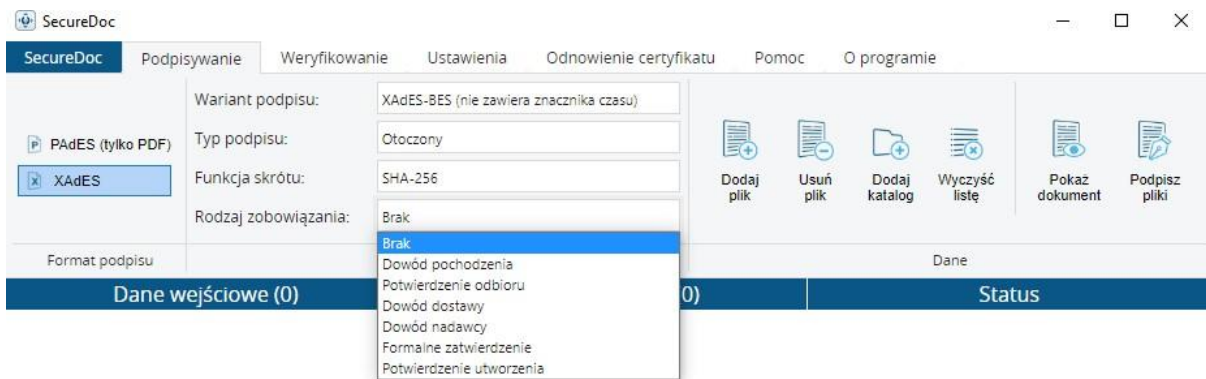 SecureDoc
SecureDoc Podpisywanie Weryfikowanie Ustawienia Odnowienie certyfikatu Pomoc O programie
PAdES (tylko PDF)
XAdES
Format podpisu
Wariant podpisu: XAdES-BES (nie zawiera znacznika czasu)
Typ podpisu: Otoczony
Funkcja skrótu: SHA-256
Rodzaj zobowiązania: Brak
Brak
Dowód pochodzenia
Potwierdzenie odbioru
Dowód dostawy
Dowód nadawcy
Formalne zatwierdzenie
Potwierdzenie utworzenia
Dodaj plik
Usuń plik
Dodaj katalog
Wyczyść listę
Pokaż dokument
Podpisz pliki
Dane
Dane wejściowe (0) 0) Status